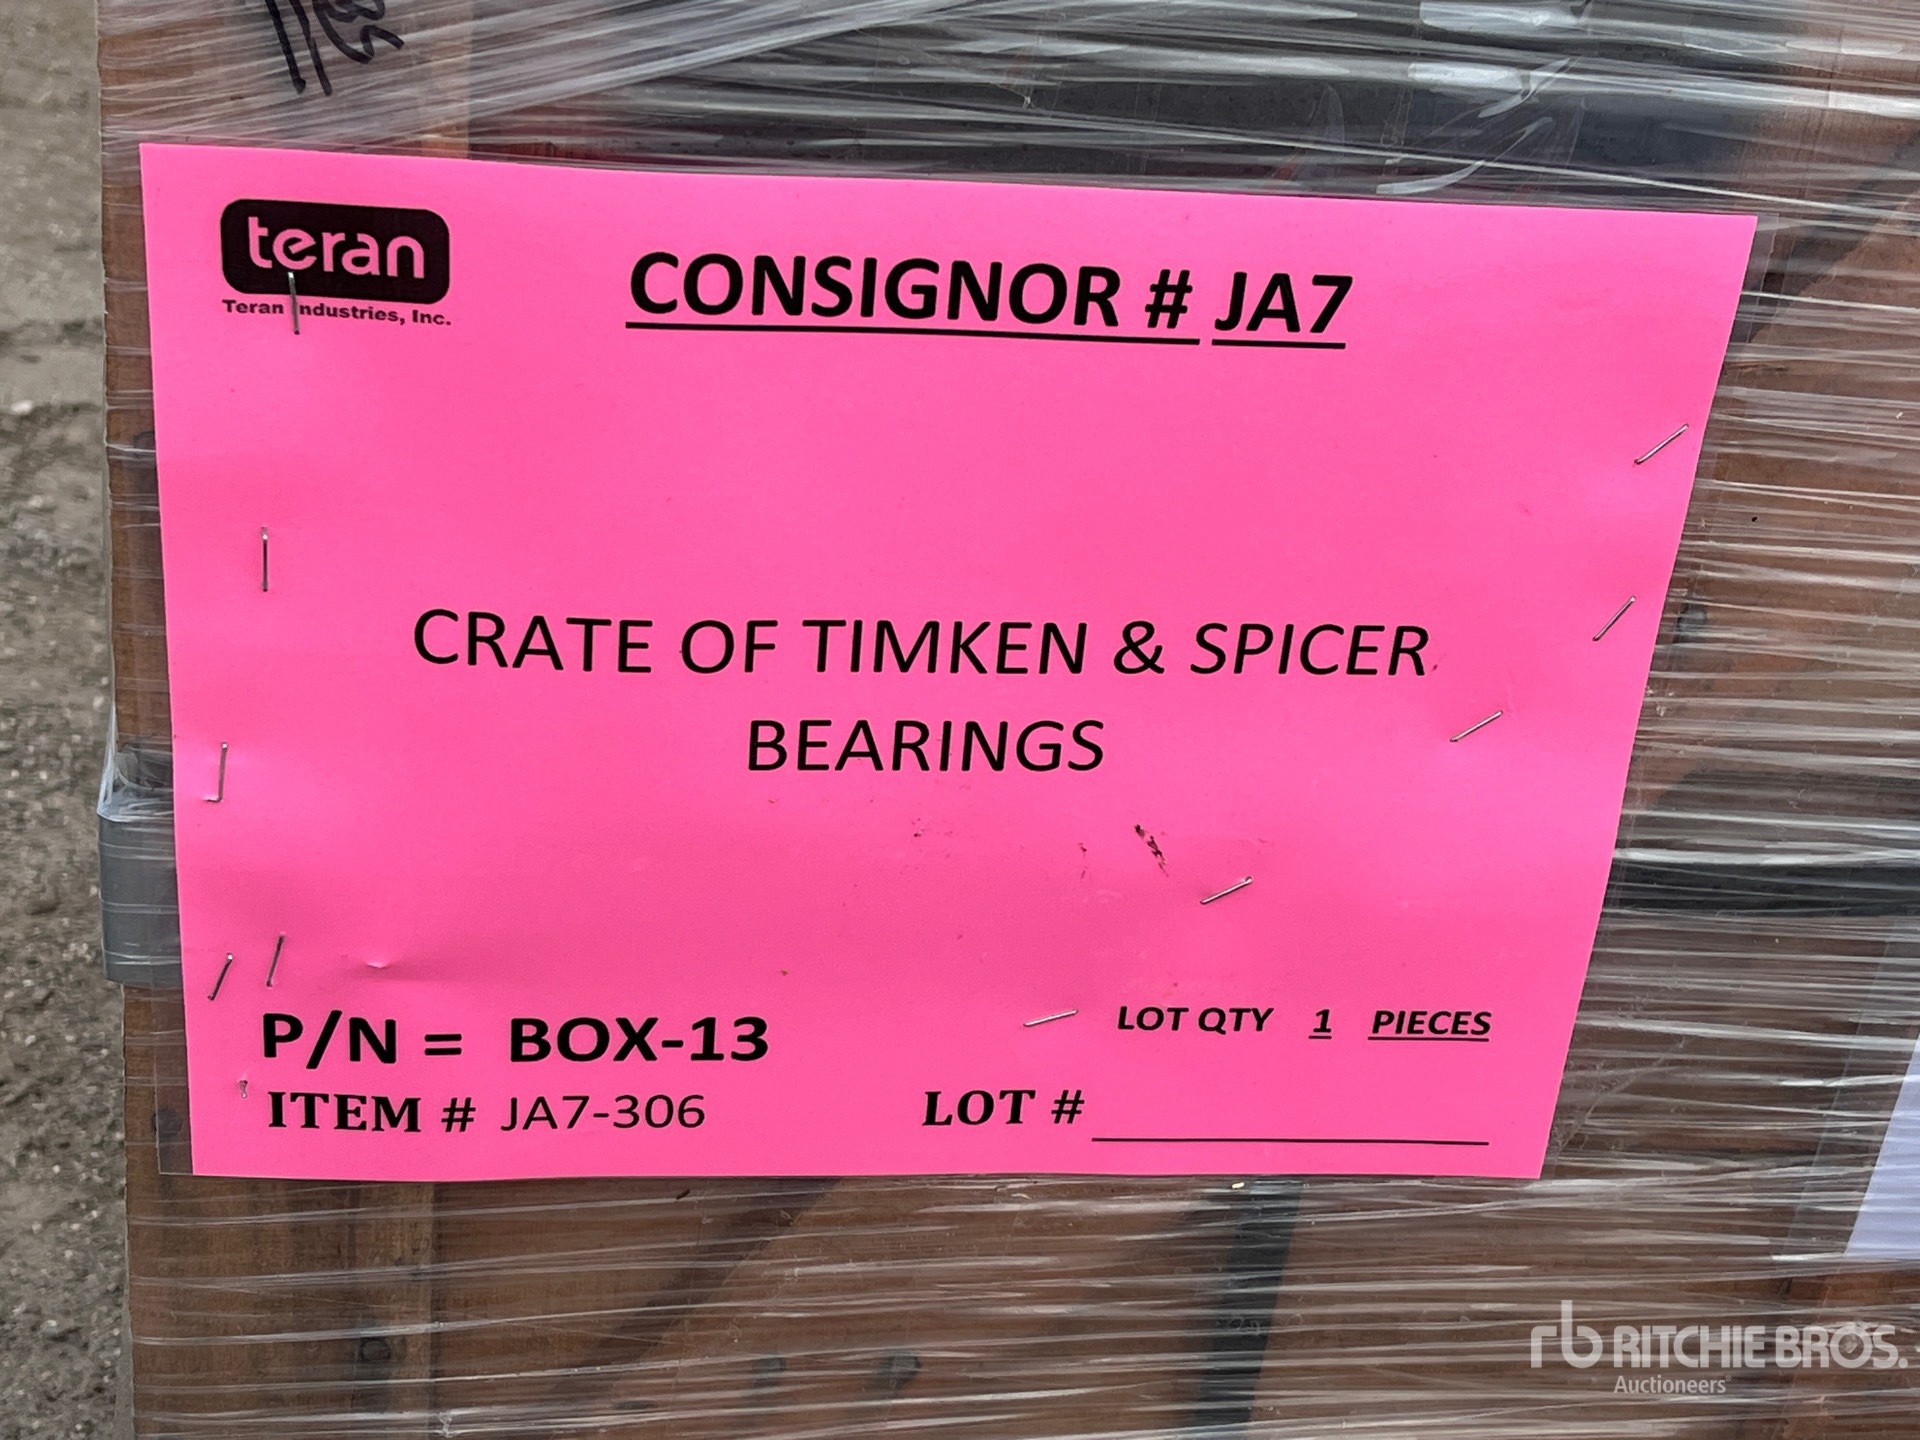 teran
Teran Industries, Inc.
CONSIGNOR # JA7
CRATE OF TIMKEN & SPICER
BEARINGS
P/N = BOX-13
LOT QTY 1 PIECES
ITEM # JA7-306
LOT #
rb RITCHIE BROS.
Auctioneers